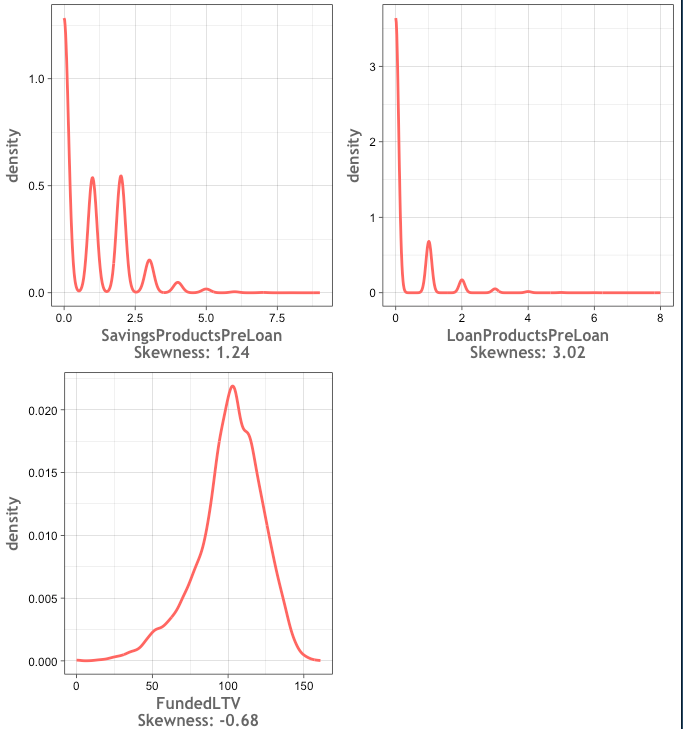 density
1.0
0.5
0.0
0.0 2.5 5.0 7.5
SavingsProductsPreLoan
Skewness: 1.24
density
3
2
1
0
0 2 4 6 8
LoanProductsPreLoan
Skewness: 3.02
density
0.020
0.015
0.010
0.005
0.000
0 50 100 150
FundedLTV
Skewness: -0.68